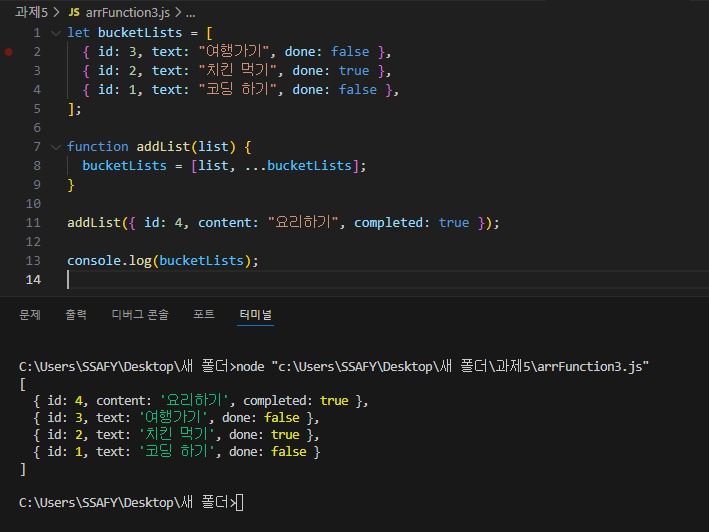 과제5 > JS arrFunction3.js > ...
1 let bucketLists = [
2 { id: 3, text: "여행가기", done: false },
3 { id: 2, text: "치킨 먹기", done: true },
4 { id: 1, text: "코딩 하기", done: false },
5 ];
6
7 function addList(list) {
8 bucketLists = [list, ...bucketLists];
9 }
10
11 addList({ id: 4, content: "요리하기", completed: true });
12
13 console.log(bucketLists);
14
문제 출력 디버그 콘솔 포트 터미널
C:\Users\SSAFY\Desktop\새 폴더>node "c:\Users\SSAFY\Desktop\새 폴더\과제5\arrFunction3.js"
[
{ id: 4, content: '요리하기', completed: true },
{ id: 3, text: '여행가기', done: false },
{ id: 2, text: '치킨 먹기', done: true },
{ id: 1, text: '코딩 하기', done: false }
]
C:\Users\SSAFY\Desktop\새 폴더>